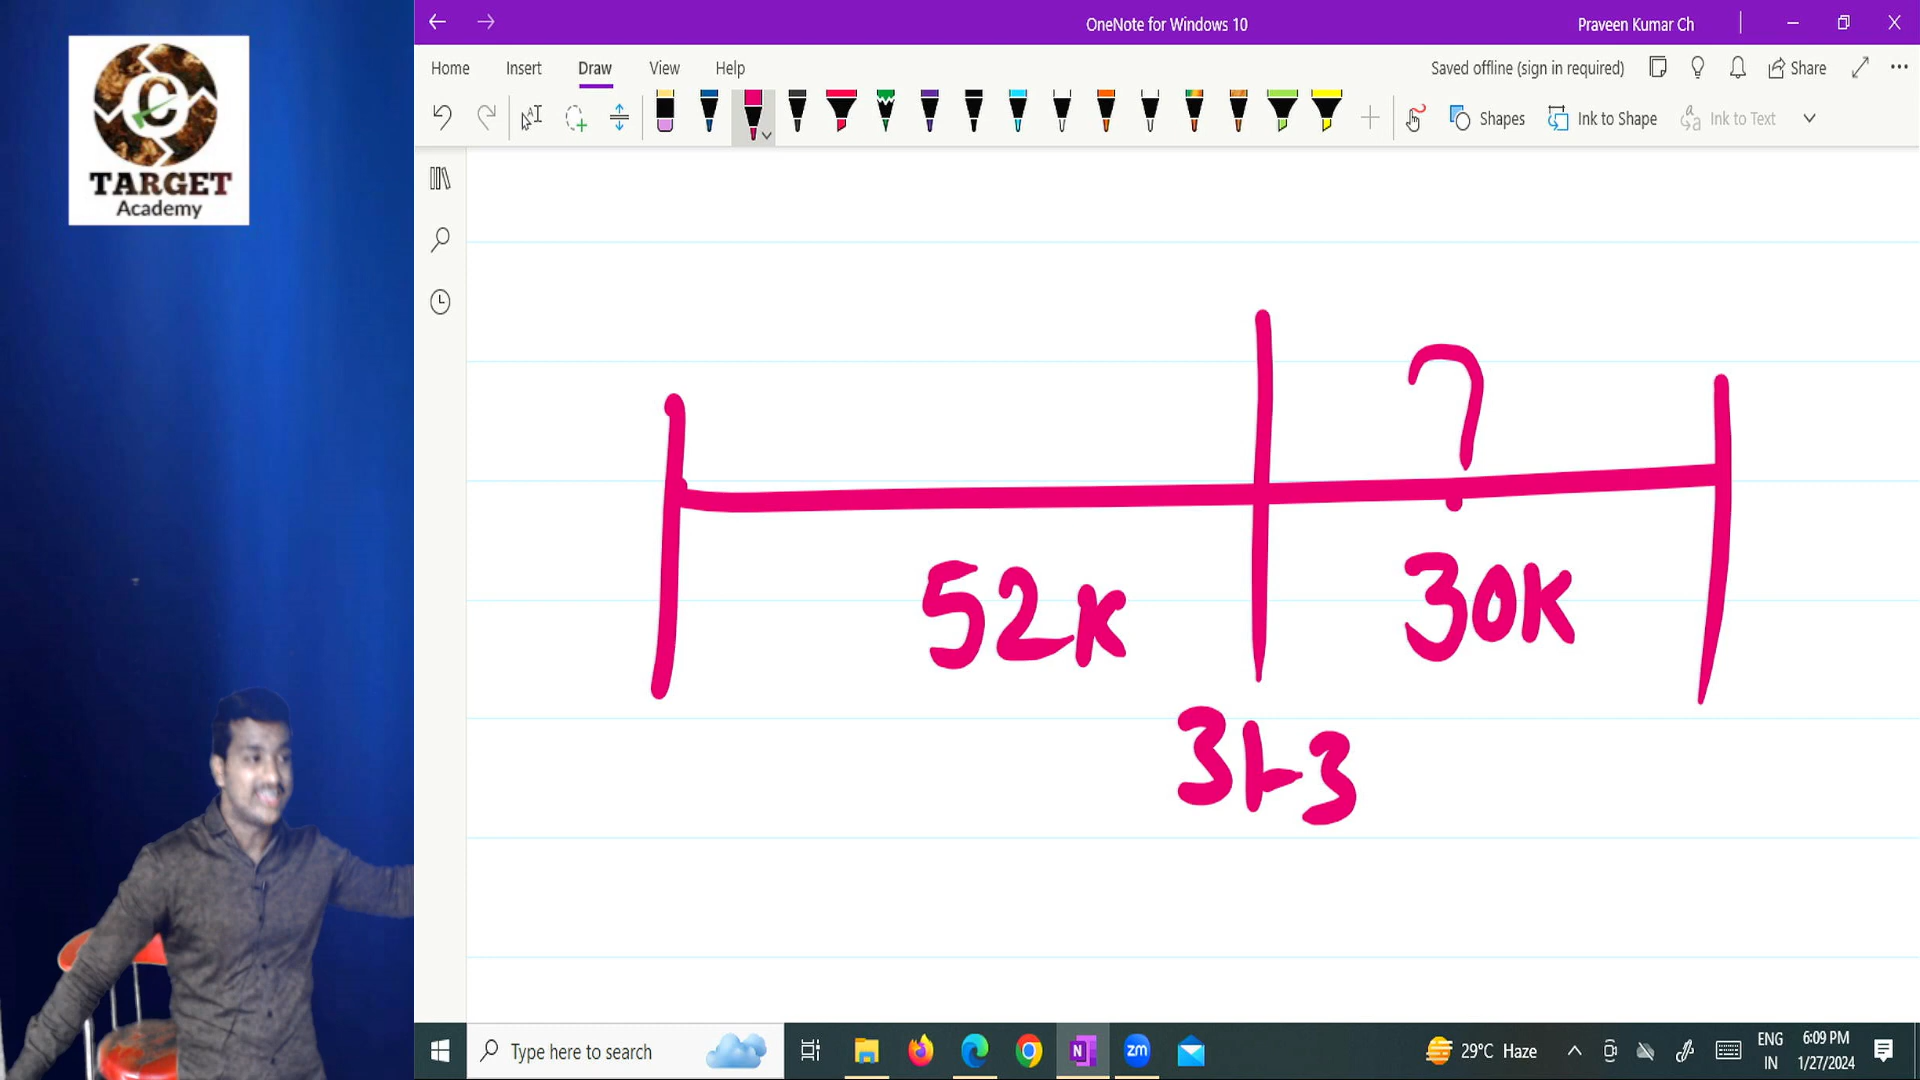 TARGET
Academy
OneNote for Windows 10
Praveen Kumar Ch
Home Insert Draw View Help
Saved offline (sign in required)
Share
Shapes
Ink to Shape
Ink to Text
?
52K
30K
Type here to search
N
zm
29°C Haze
ENG
IN
6:09 PM
1/27/2024